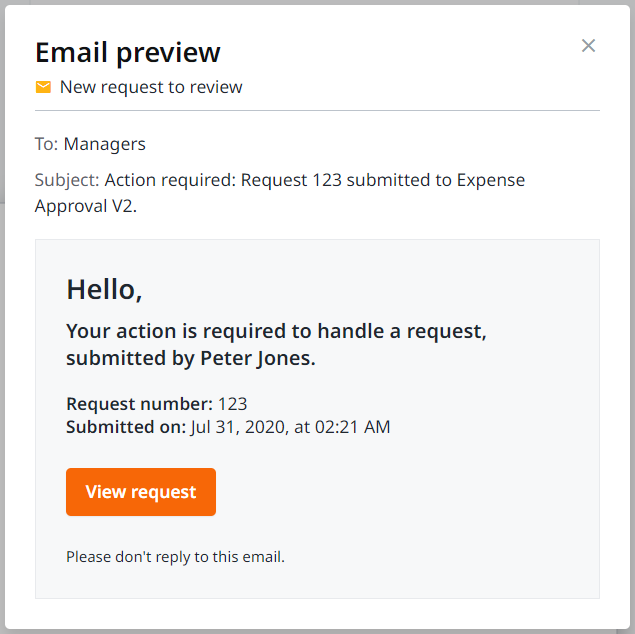 Email preview
New request to review
To: Managers
Subject: Action required: Request 123 submitted to Expense
Approval V2.
Hello,
Your action is required to handle a request,
submitted by Peter Jones.
Request number: 123
Submitted on: Jul 31, 2020, at 02:21 AM
View request
Please don't reply to this email.